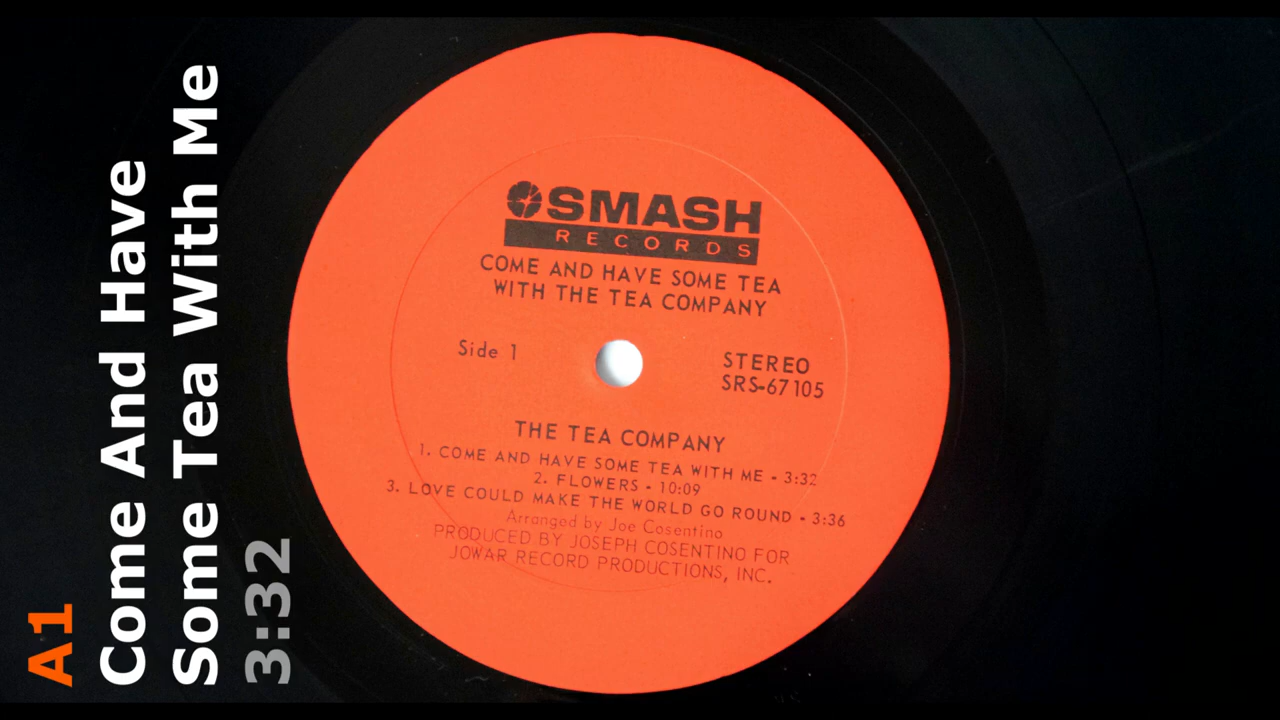 A1
Come And Have
Some Tea With Me
3:32
SMASH
RECORDS
COME AND HAVE SOME TEA
WITH THE TEA COMPANY
Side 1
STEREO
SRS-67105
THE TEA COMPANY
1. COME AND HAVE SOME TEA WITH ME - 3:32
2. FLOWERS - 10:09
3. LOVE COULD MAKE THE WORLD GO ROUND - 3:36
Arranged by Joe Cosentino
PRODUCED BY JOSEPH COSENTINO FOR
JOWAR RECORD PRODUCTIONS, INC.